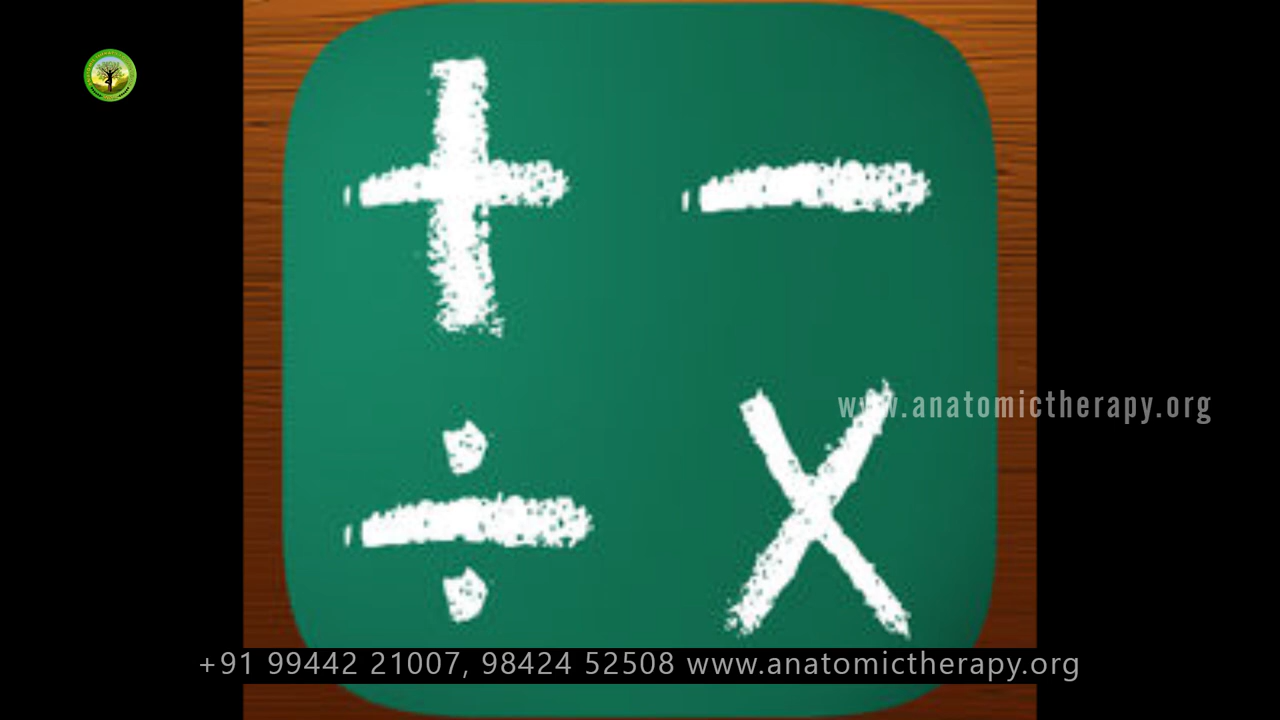 + −
÷ x
www.anatomictherapy.org
+91 99442 21007, 98424 52508 www.anatomictherapy.org